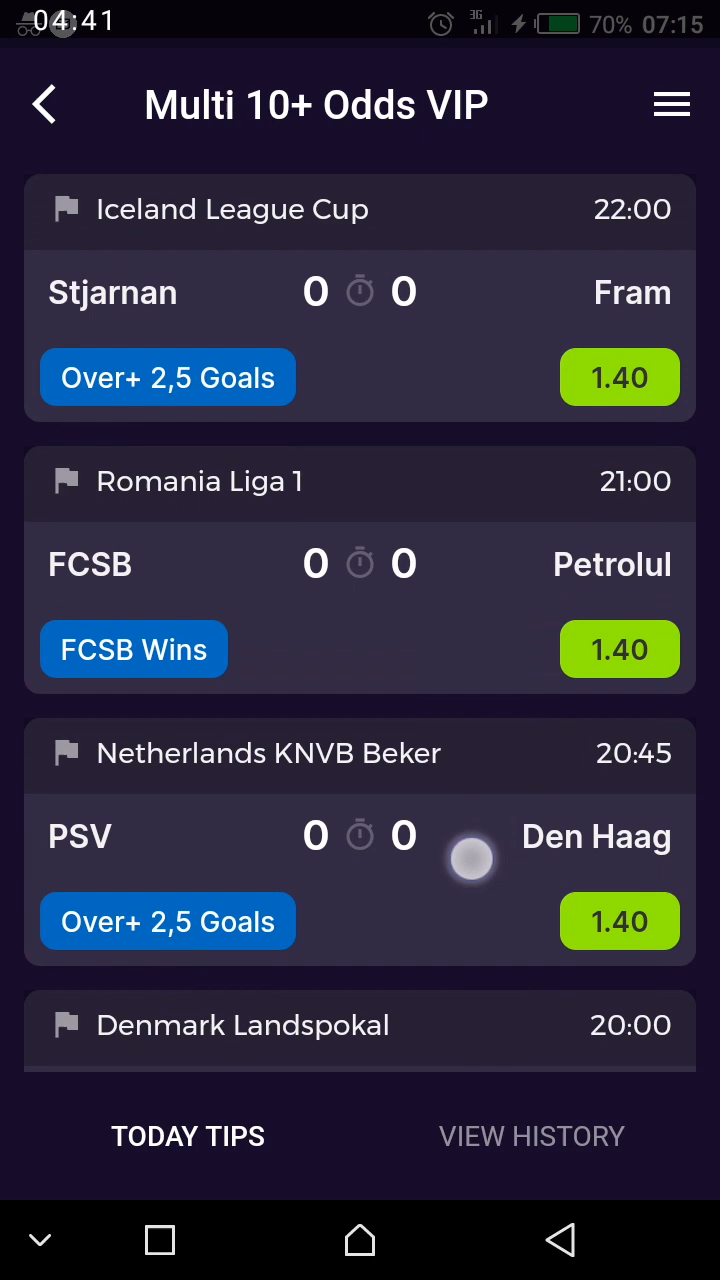 04:41 3G 70% 07:15
Multi 10+ Odds VIP
Iceland League Cup 22:00
Stjarnan 0 0 Fram
Over+ 2,5 Goals 1.40
Romania Liga 1 21:00
FCSB 0 0 Petrolul
FCSB Wins 1.40
Netherlands KNVB Beker 20:45
PSV 0 0 Den Haag
Over+ 2,5 Goals 1.40
Denmark Landspokal 20:00
TODAY TIPS VIEW HISTORY